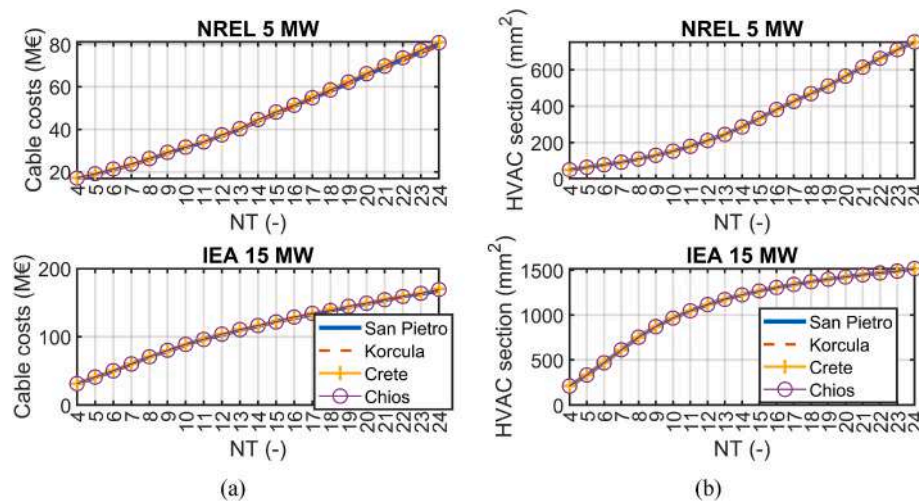 NREL 5 MW
Cable costs (M€)
80
60
40
20
4 5 6 7 8 9 10 11 12 13 14 15 16 17 18 19 20 21 22 23 24
NT (-)
NREL 5 MW
HVAC section (mm²)
600
400
200
0
4 5 6 7 8 9 10 11 12 13 14 15 16 17 18 19 20 21 22 23 24
NT (-)
IEA 15 MW
Cable costs (M€)
200
100
0
4 5 6 7 8 9 10 11 12 13 14 15 16 17 18 19 20 21 22 23 24
NT (-)
San Pietro
Korcula
Crete
Chios
IEA 15 MW
HVAC section (mm²)
1500
1000
500
0
4 5 6 7 8 9 10 11 12 13 14 15 16 17 18 19 20 21 22 23 24
NT (-)
San Pietro
Korcula
Crete
Chios
(a)
(b)